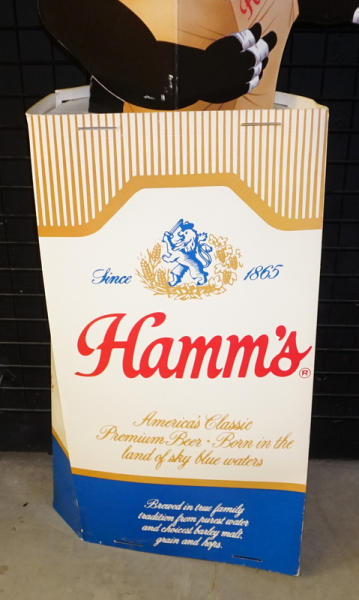 Since 1865
Hamm's®
America's Classic
Premium Beer • Born in the
land of sky blue waters
Brewed in true family
tradition from purest water
and choicest barley malt,
grain and hops.